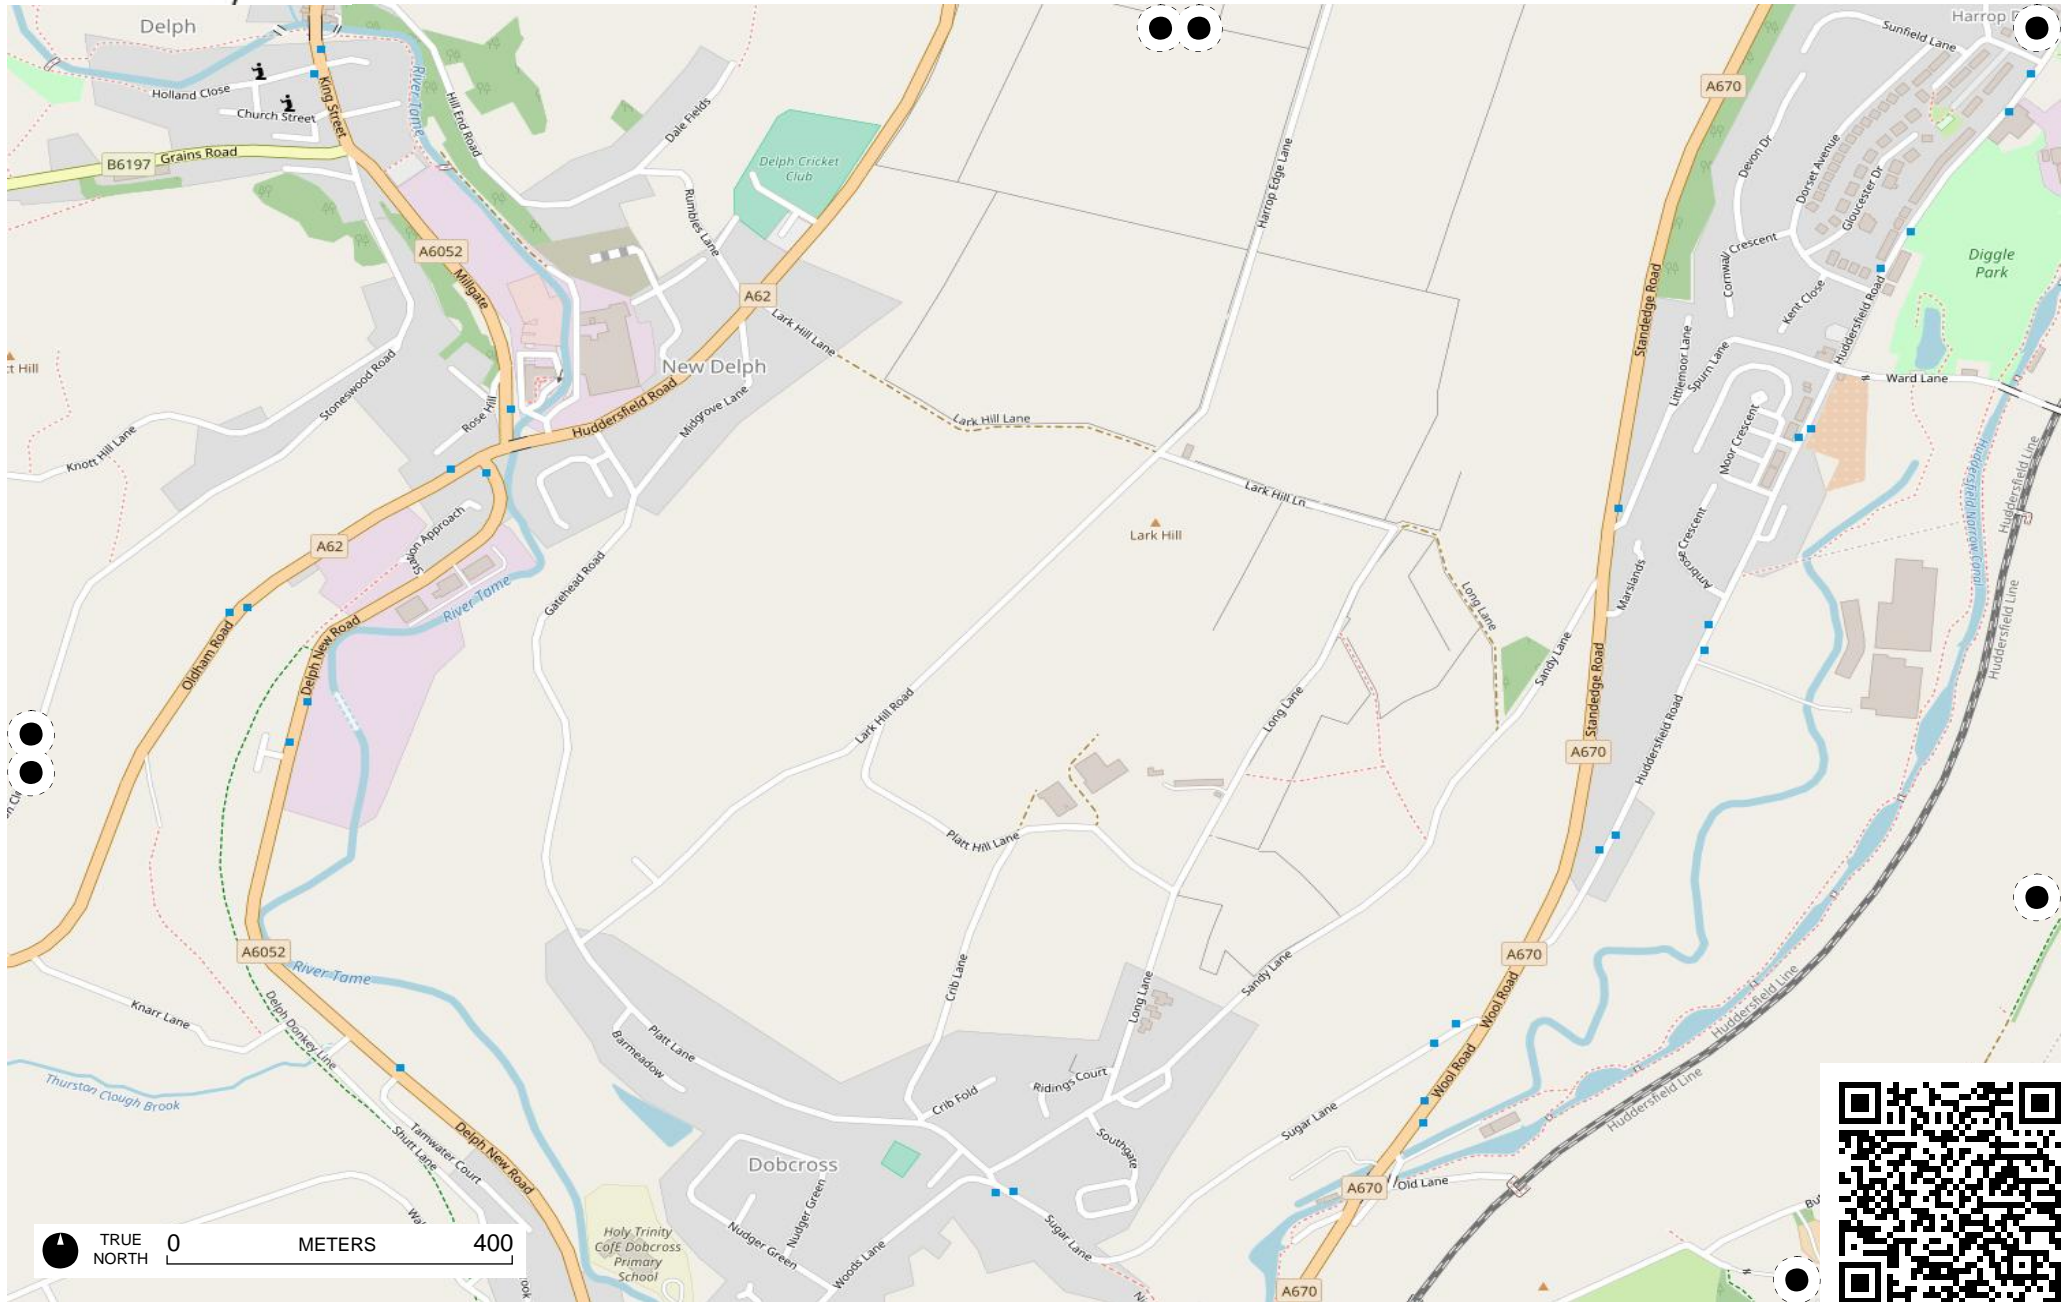 Delph
Holland Close
Church Street
King Street
River Tame
Hill End Road
Dale Fields
B6197
Grains Road
A6052
Millgate
Rumbles Lane
Delph Cricket
Club
A62
Lark Hill Lane
New Delph
Huddersfield Road
Midgrove Lane
Rose Hill
Stoneswood Road
Knott Hill Lane
tt Hill
Harrop Edge Lane
Lark Hill Lane
Lark Hill Ln
Lark Hill
A670
Standedge Road
Sunfield Lane
Devon Dr
Dorset Avenue
Gloucester Dr
Cornwall Crescent
Kent Close
Huddersfield Road
Diggle
Park
Littlemoor Lane
Spurn Lane
Ward Lane
Moor Crescent
Ambrose Crescent
Marslands
Huddersfield Narrow Canal
Huddersfield Line
Huddersfield Line
Huddersfield Line
A62
Station Approach
River Tame
Oldham Road
Delph New Road
Gatehead Road
Long Lane
Sandy Lane
Standedge Road
A670
Huddersfield Road
Lark Hill Road
Long Lane
Platt Hill Lane
Crib Lane
Long Lane
Sandy Lane
A670
Wool Road
Wool Road
Huddersfield Line
Huddersfield Line
A6052
River Tame
Knarr Lane
Delph Donkey Line
Thurston Clough Brook
Barmeadow
Platt Lane
Crib Fold
Ridings Court
Southgate
Sugar Lane
Tamwater Court
Shutt Lane
Delph New Road
Dobcross
Nudger Green
Nudger Green
Woods Lane
Sugar Lane
A670
Old Lane
A670
Holy Trinity
CofE Dobcross
Primary
School
TRUE
NORTH
0 METERS 400